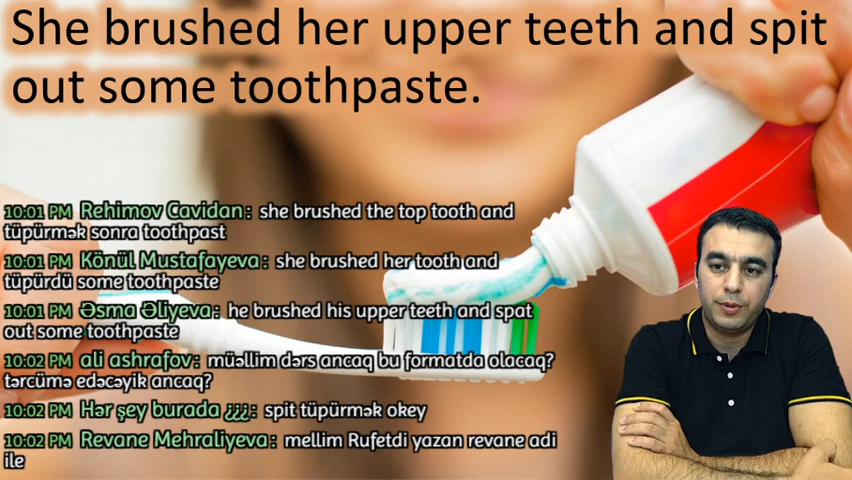 She brushed her upper teeth and spit
out some toothpaste.
10:01 PM Rehimov Cavidan: she brushed the top tooth and
tüpürmək sonra toothpast
10:01 PM Könül Mustafayeva: she brushed her tooth and
tüpürdü some toothpaste
10:01 PM Əsma Əliyeva: he brushed his upper teeth and spat
out some toothpaste
10:02 PM ali ashrafov: müəllim dərs ancaq bu formatda olacaq?
tərcümə edəcəyik ancaq?
10:02 PM Hər şey burada ¿¿¿: spit tüpürmək okey
10:02 PM Revane Mehraliyeva: mellim Rufetdi yazan revane adi
ile